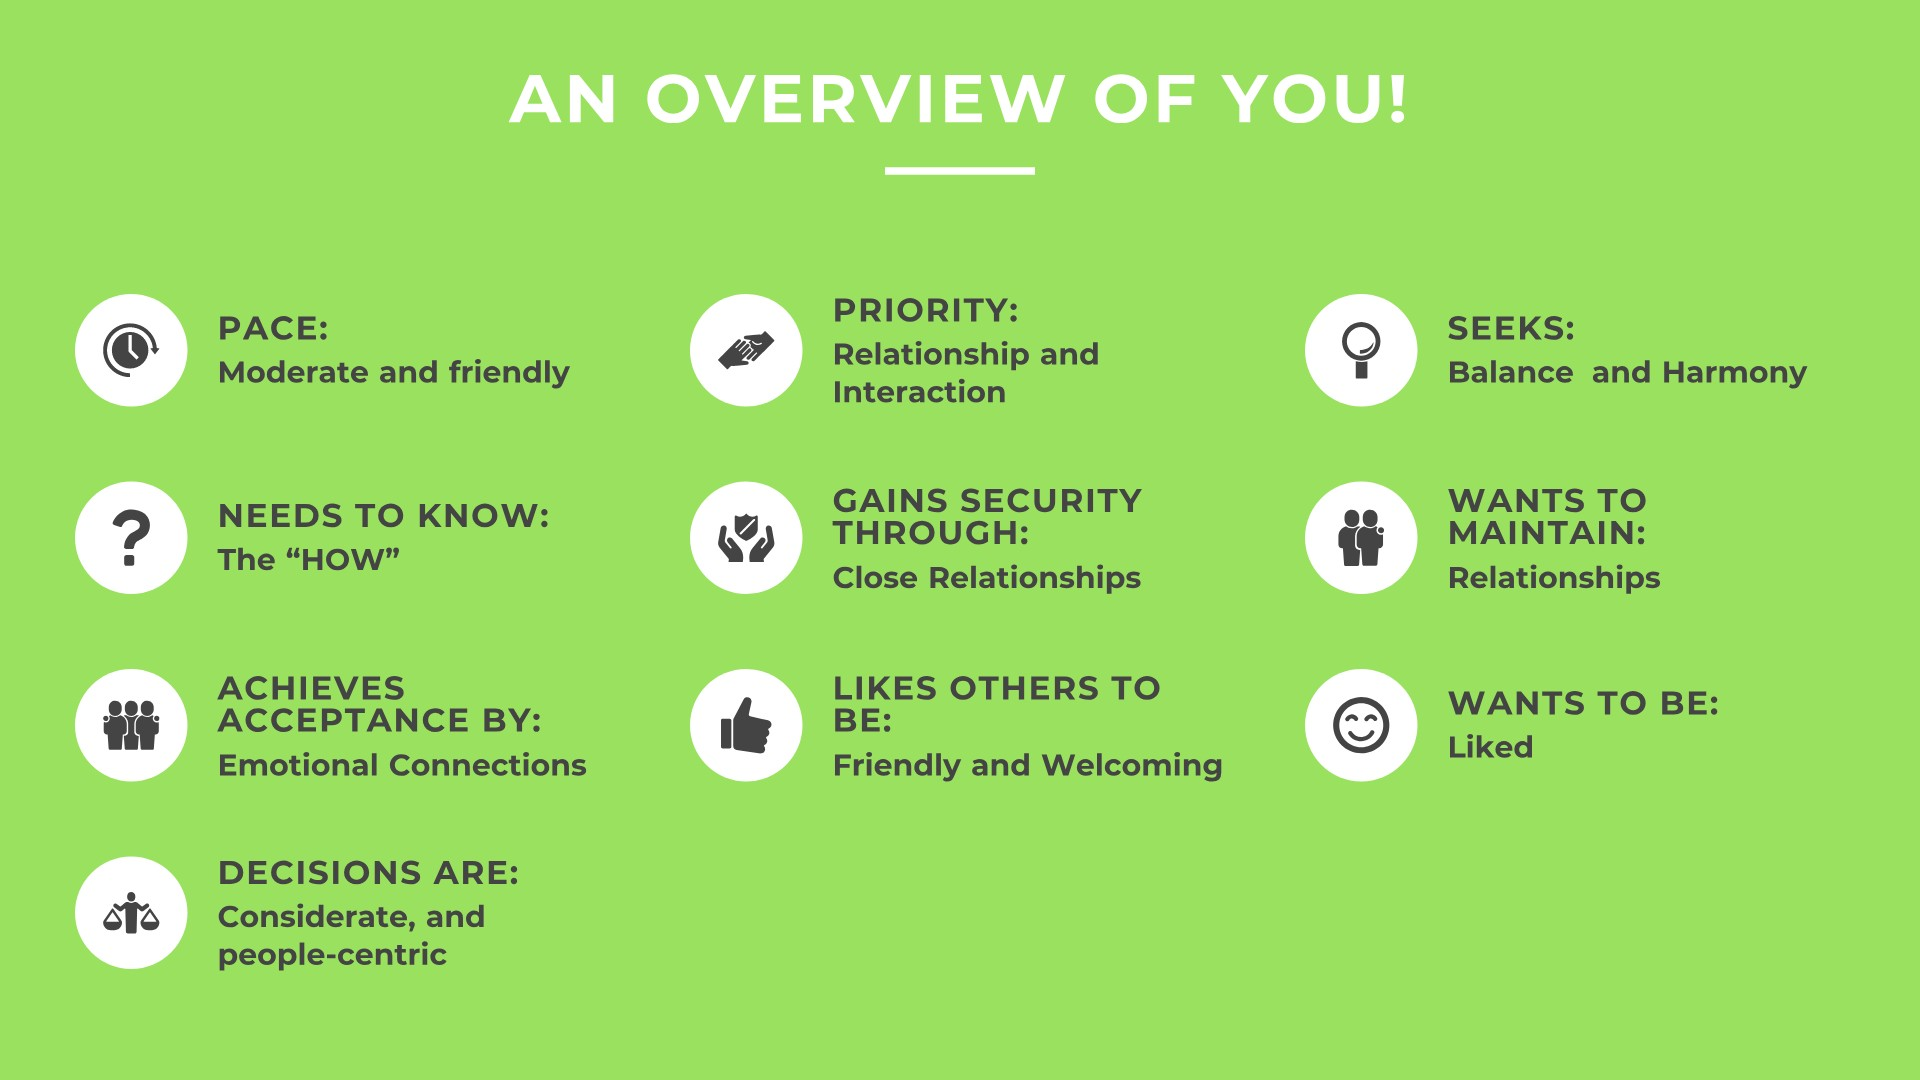 AN OVERVIEW OF YOU!
PACE:
Moderate and friendly
PRIORITY:
Relationship and
Interaction
SEEKS:
Balance  and Harmony
NEEDS TO KNOW:
The “HOW”
GAINS SECURITY
THROUGH:
Close Relationships
WANTS TO
MAINTAIN:
Relationships
ACHIEVES
ACCEPTANCE BY:
Emotional Connections
LIKES OTHERS TO
BE:
Friendly and Welcoming
WANTS TO BE:
Liked
DECISIONS ARE:
Considerate, and
people-centric